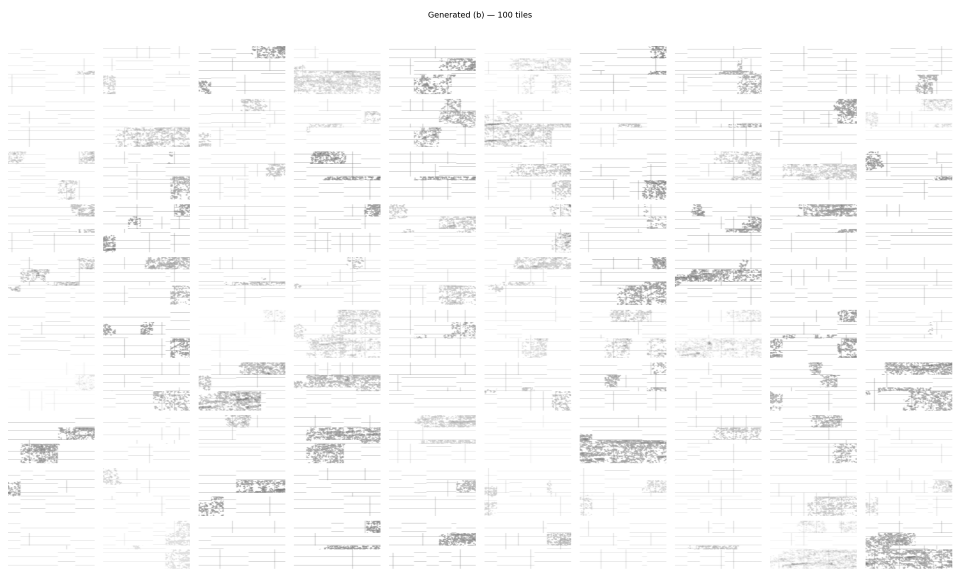 Generated (b) — 100 tiles